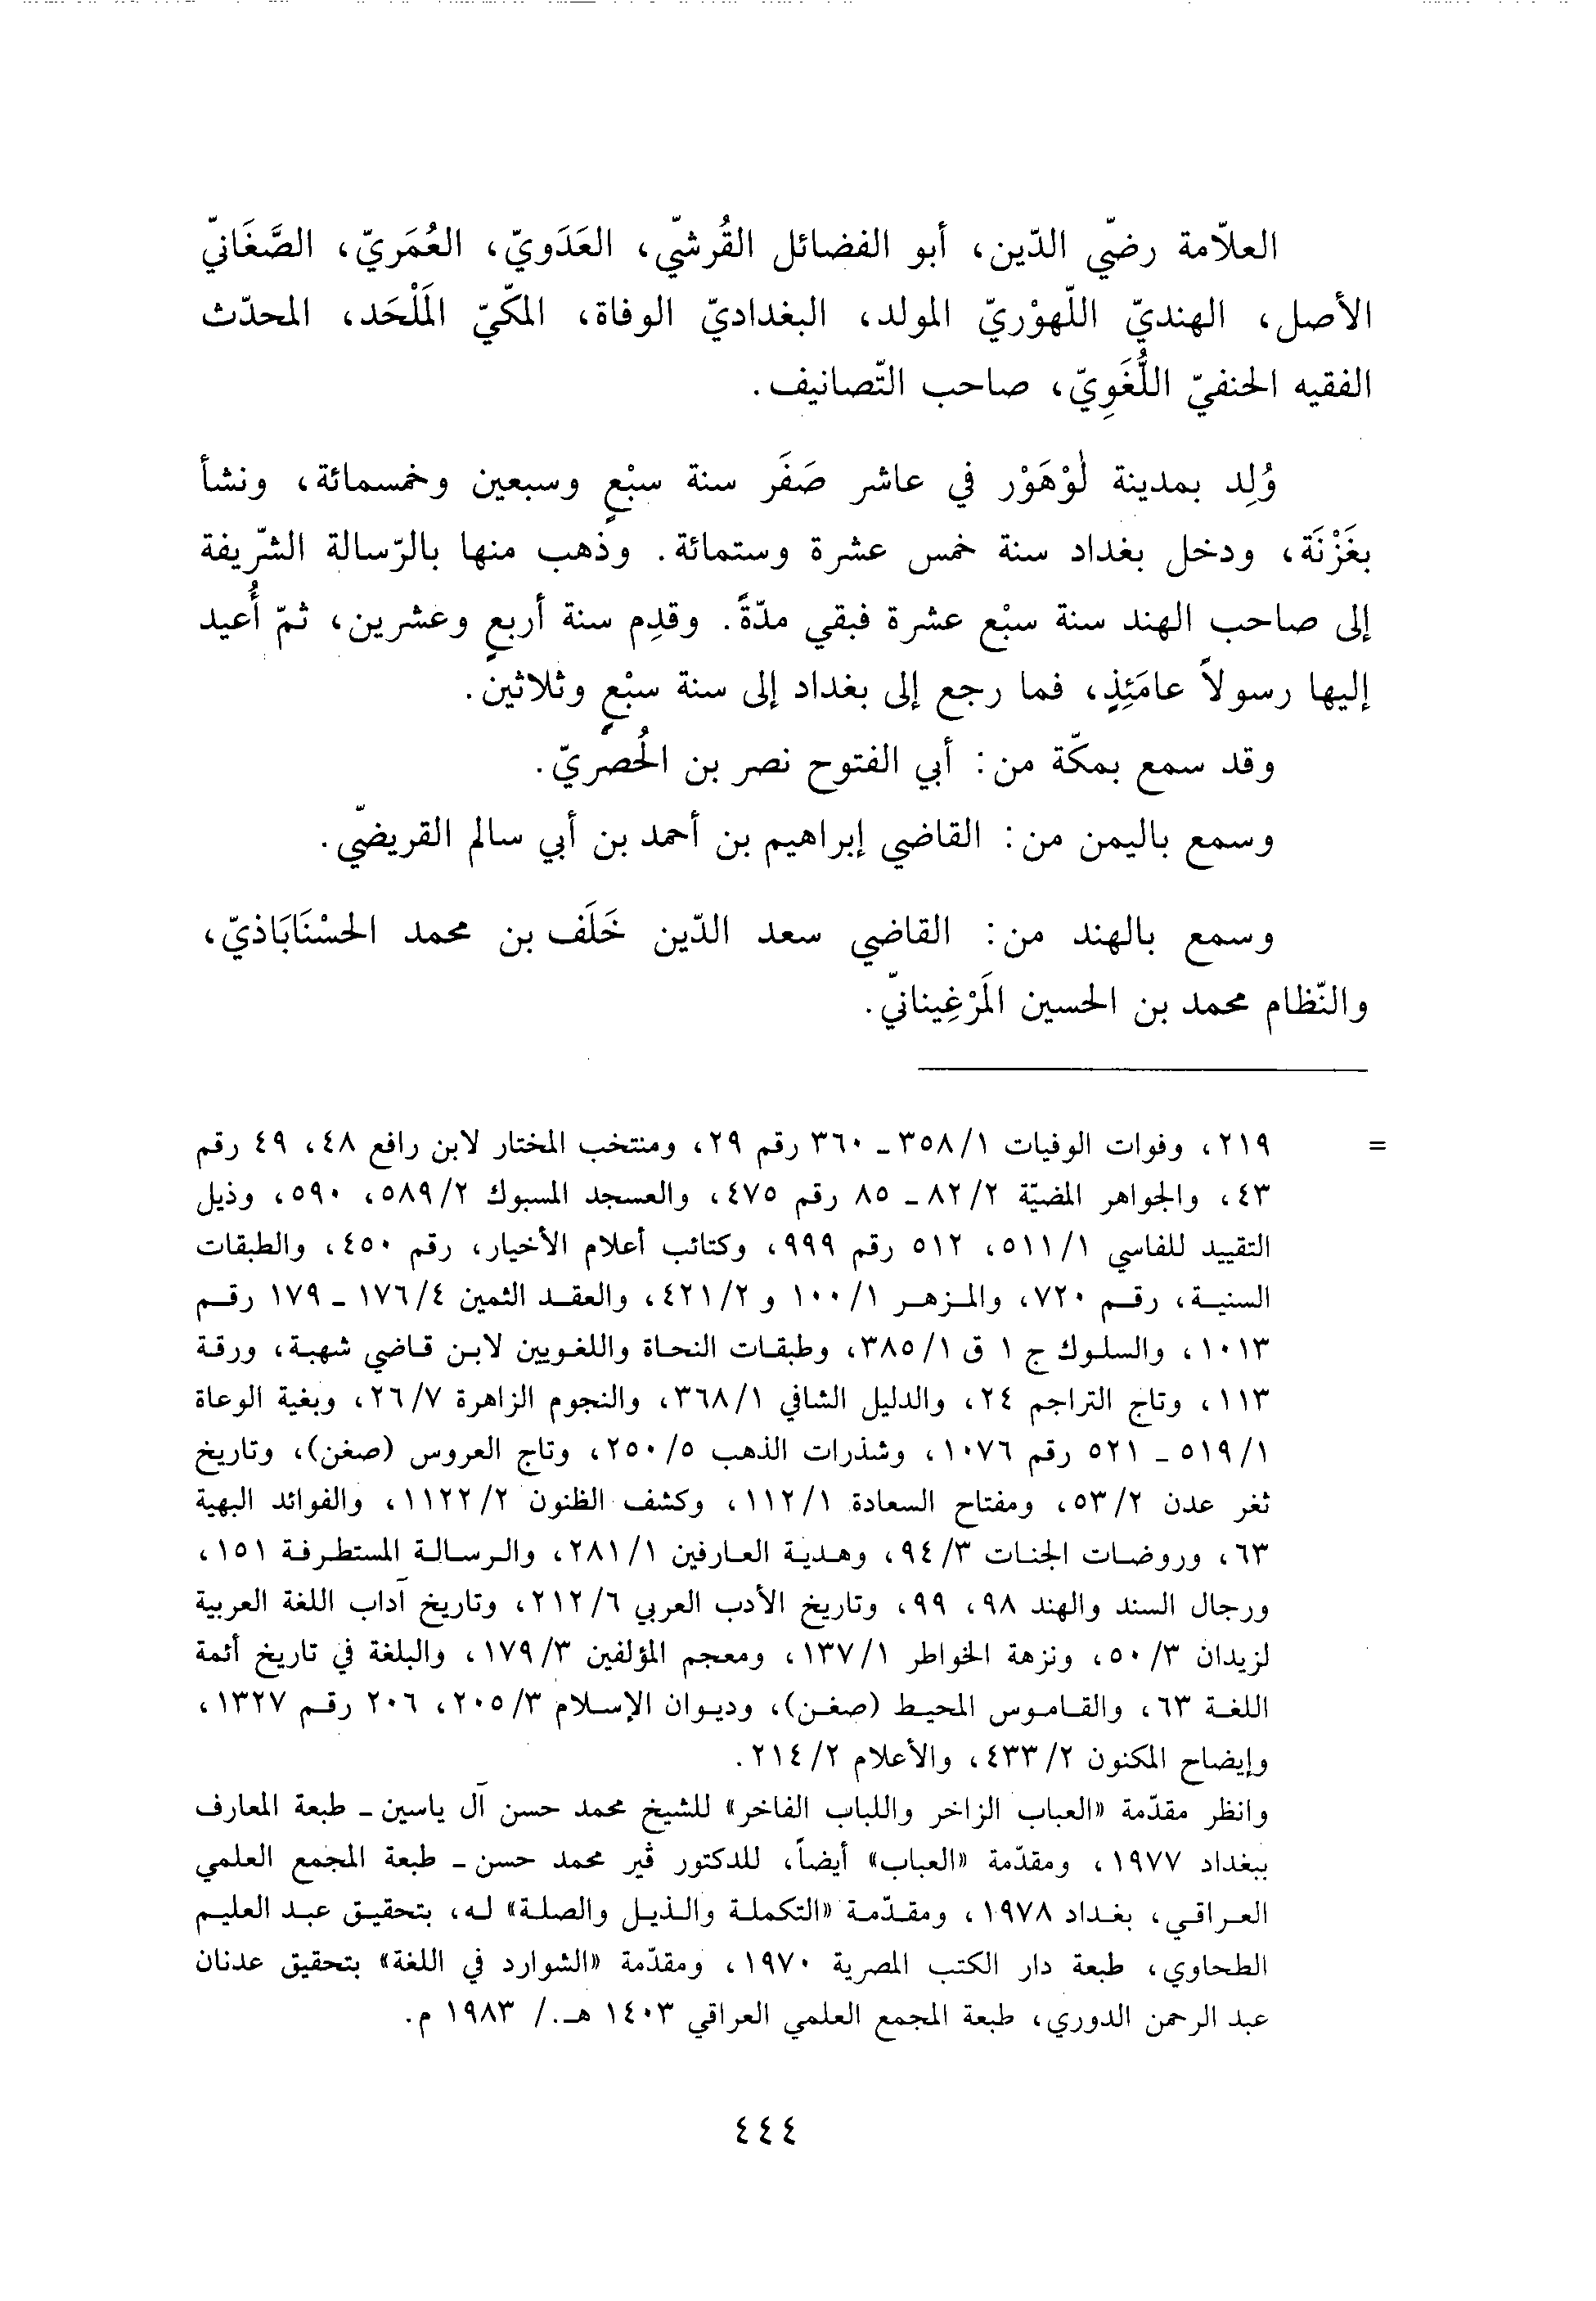 العلاّمة رضّي الدّين، أبو الفضائل القُرشيّ، العَدَويّ، العُمَريّ، الصَّغَانيّ
الأصل، الهنديّ اللّهوْريّ المولد، البغداديّ الوفاة، المكّيّ المَلْحَد، المحدّث
الفقيه الحنفيّ اللُّغَوِيّ، صاحب التّصانيف.
وُلِد بمدينة لَوْهَوْر في عاشر صَفَر سنة سبْعٍ وسبعين وخمسمائة، ونشأ
بغَزْنَة، ودخل بغداد سنة خمس عشرة وستمائة. وذهب منها بالرّسالة الشرّيفة
إلى صاحب الهند سنة سبْع عشرة فبقي مدّةً. وقدِم سنة أربعٍ وعشرين، ثمّ أُعيد
إليها رسولاً عامَئِذٍ، فما رجع إلى بغداد إلى سنة سبْعٍ وثلاثين.
وقد سمع بمكّة من: أبي الفتوح نصر بن الحُصريّ.
وسمع باليمن من: القاضي إبراهيم بن أحمد بن أبي سالم القريضيّ.
وسمع بالهند من: القاضي سعد الدّين خَلَف بن محمد الحسْنَابَاذيّ،
والنّظام محمد بن الحسين المَرْغِينانيّ.
= ٢١٩، وفوات الوفيات ٣٥٨/١ ـ ٣٦٠ رقم ٢٩، ومنتخب المختار لابن رافع ٤٨، ٤٩ رقم
٤٣، والجواهر المضيّة ٨٢/٢ ـ ٨٥ رقم ٤٧٥، والعسجد المسبوك ٥٨٩/٢، ٥٩٠، وذيل
التقييد للفاسي ٥١١/١، ٥١٢ رقم ٩٩٩، وكتائب أعلام الأخيار، رقم ٤٥٠، والطبقات
السنية، رقم ٧٢٠، والمزهر ١٠٠/١ و ٤٢١/٢، والعقد الثمين ١٧٦/٤ ـ ١٧٩ رقم
١٠١٣، والسلوك ج ١ ق ٣٨٥/١، وطبقات النحاة واللغويين لابن قاضي شهبة، ورقة
١١٣، وتاج التراجم ٢٤، والدليل الشافي ٣٦٨/١، والنجوم الزاهرة ٢٦/٧، وبغية الوعاة
٥١٩/١ ـ ٥٢١ رقم ١٠٧٦، وشذرات الذهب ٢٥٠/٥، وتاج العروس (صغن)، وتاريخ
ثغر عدن ٥٣/٢، ومفتاح السعادة ١١٢/١، وكشف الظنون ١١٢٢/٢، والفوائد البهية
٦٣، وروضات الجنات ٩٤/٣، وهدية العارفين ٢٨١/١، والرسالة المستطرفة ١٥١،
ورجال السند والهند ٩٨، ٩٩، وتاريخ الأدب العربي ٢١٢/٦، وتاريخ آداب اللغة العربية
لزيدان ٥٠/٣، ونزهة الخواطر ١٣٧/١، ومعجم المؤلفين ١٧٩/٣، والبلغة في تاريخ أئمة
اللغة ٦٣، والقاموس المحيط (صغن)، وديوان الإسلام ٢٠٥/٣، ٢٠٦ رقم ١٣٢٧،
وإيضاح المكنون ٤٣٣/٢، والأعلام ٢١٤/٢.
وانظر مقدّمة «العباب الزاخر واللباب الفاخر» للشيخ محمد حسن آل ياسين ـ طبعة المعارف
ببغداد ١٩٧٧، ومقدّمة «العباب» أيضاً، للدكتور ڤير محمد حسن ـ طبعة المجمع العلمي
العراقي، بغداد ١٩٧٨، ومقدّمة «التكملة والذيل والصلة» له، بتحقيق عبد العليم
الطحاوي، طبعة دار الكتب المصرية ١٩٧٠، ومقدّمة «الشوارد في اللغة» بتحقيق عدنان
عبد الرحمن الدوري، طبعة المجمع العلمي العراقي ١٤٠٣ هـ./ ١٩٨٣ م.
٤٤٤